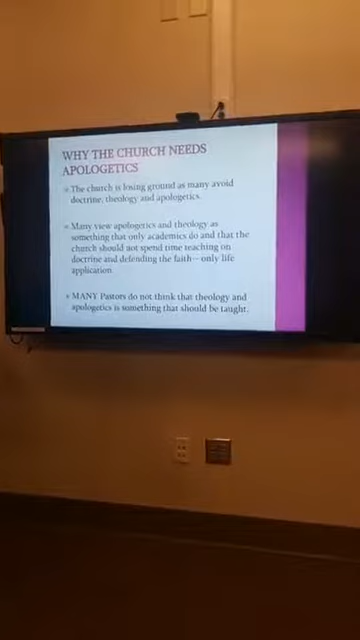 WHY THE CHURCH NEEDS
APOLOGETICS
The church is losing ground as many avoid
doctrine, theology and apologetics.
Many view apologetics and theology as
something that only academics do and that the
church should not spend time teaching on
doctrine and defending the faith-- only life
application.
MANY Pastors do not think that theology and
apologetics is something that should be taught.